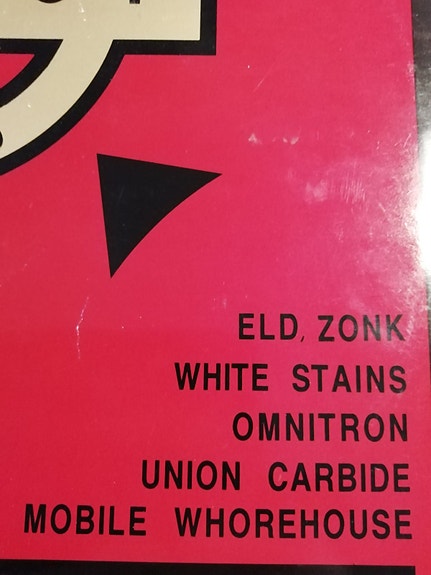 ELD, ZONK
WHITE STAINS
OMNITRON
UNION CARBIDE
MOBILE WHOREHOUSE